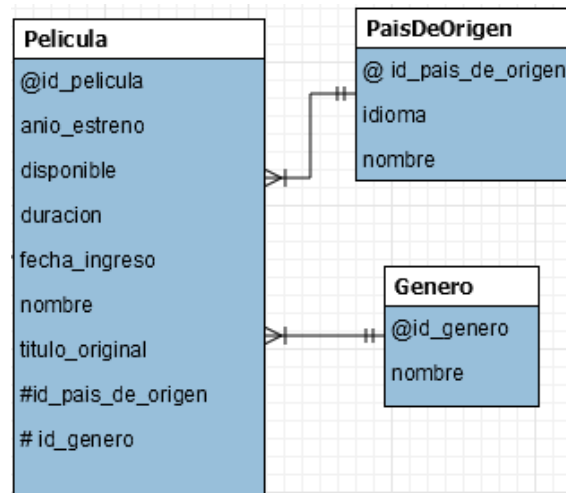 Pelicula
@id_pelicula
anio_estreno
disponible
duracion
fecha_ingreso
nombre
titulo_original
#id_pais_de_origen
# id_genero
PaisDeOrigen
@ id_pais_de_origen
idioma
nombre
Genero
@id_genero
nombre